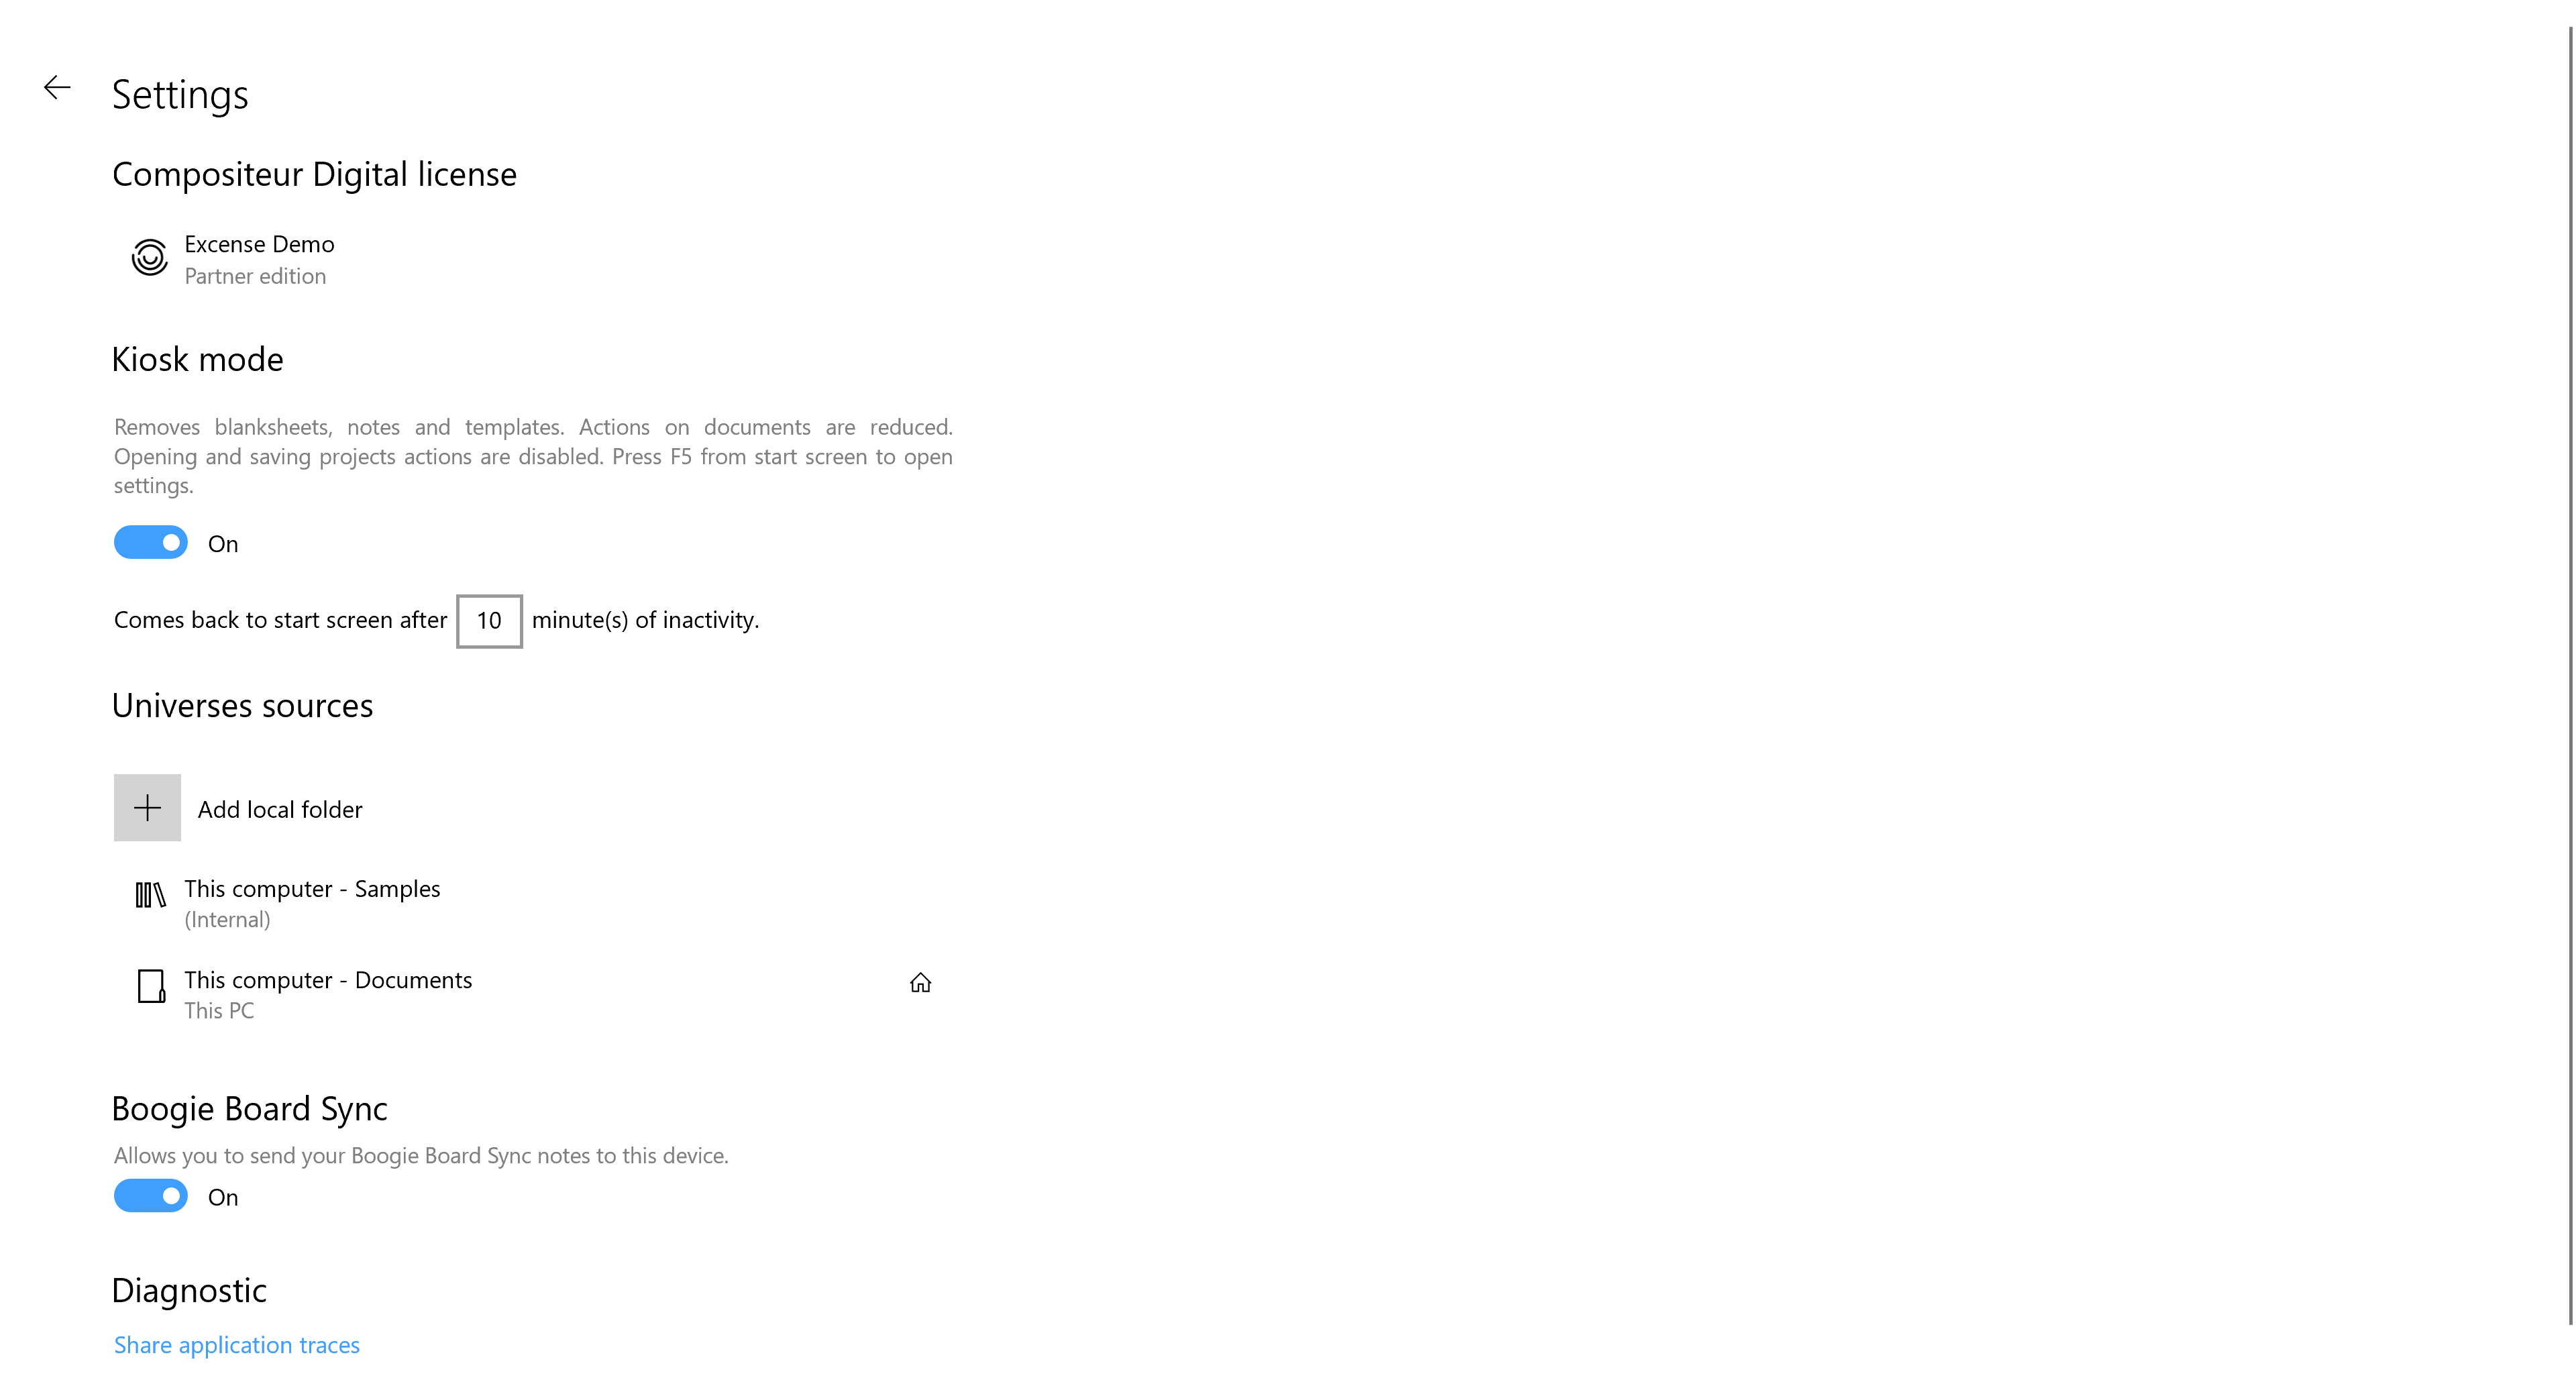 Settings
Compositeur Digital license
Excense Demo
Partner edition
Kiosk mode
Removes blanksheets, notes and templates. Actions on documents are reduced.
Opening and saving projects actions are disabled. Press F5 from start screen to open
settings.
On
Comes back to start screen after 10 minute(s) of inactivity.
Universes sources
Add local folder
This computer - Samples
(Internal)
This computer - Documents
This PC
Boogie Board Sync
Allows you to send your Boogie Board Sync notes to this device.
On
Diagnostic
Share application traces